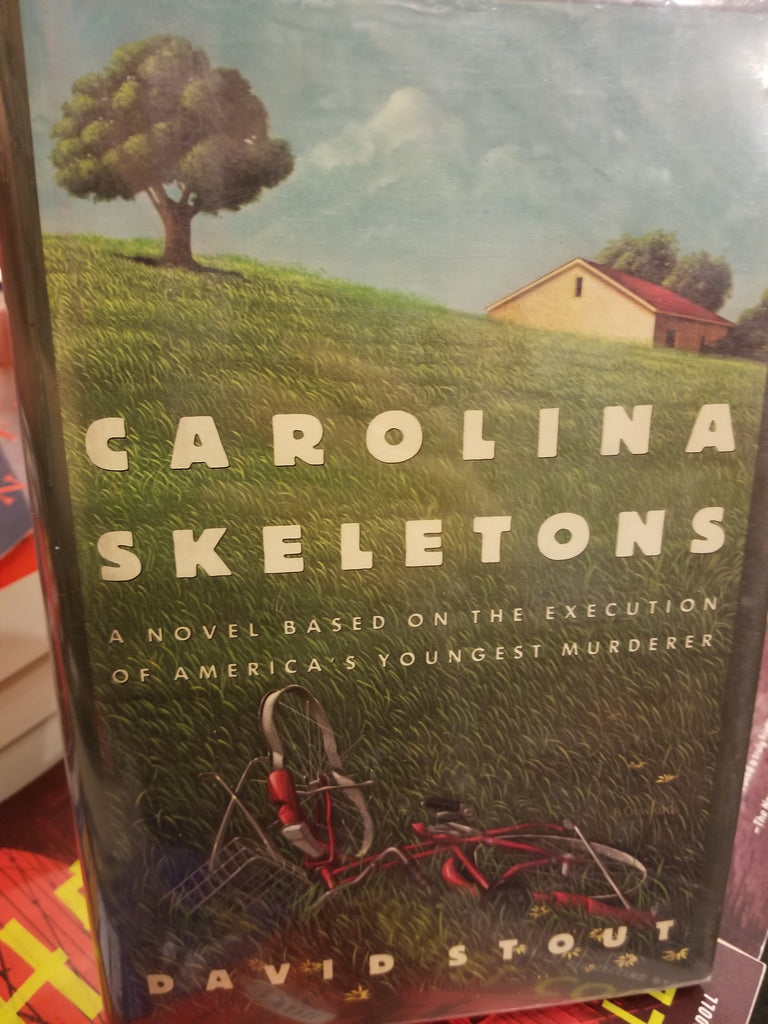 CAROLINA
SKELETONS
A NOVEL BASED ON THE EXECUTION
OF AMERICA'S YOUNGEST MURDERER
DAVID STOUT